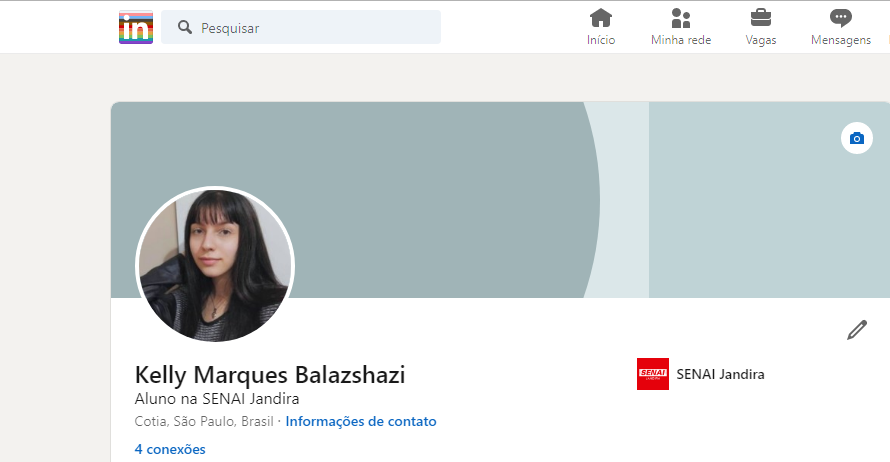 in
Pesquisar
Início
Minha rede
Vagas
Mensagens
Kelly Marques Balazshazi
Aluno na SENAI Jandira
Cotia, São Paulo, Brasil · Informações de contato
4 conexões
SENAI
JANDIRA
SENAI Jandira